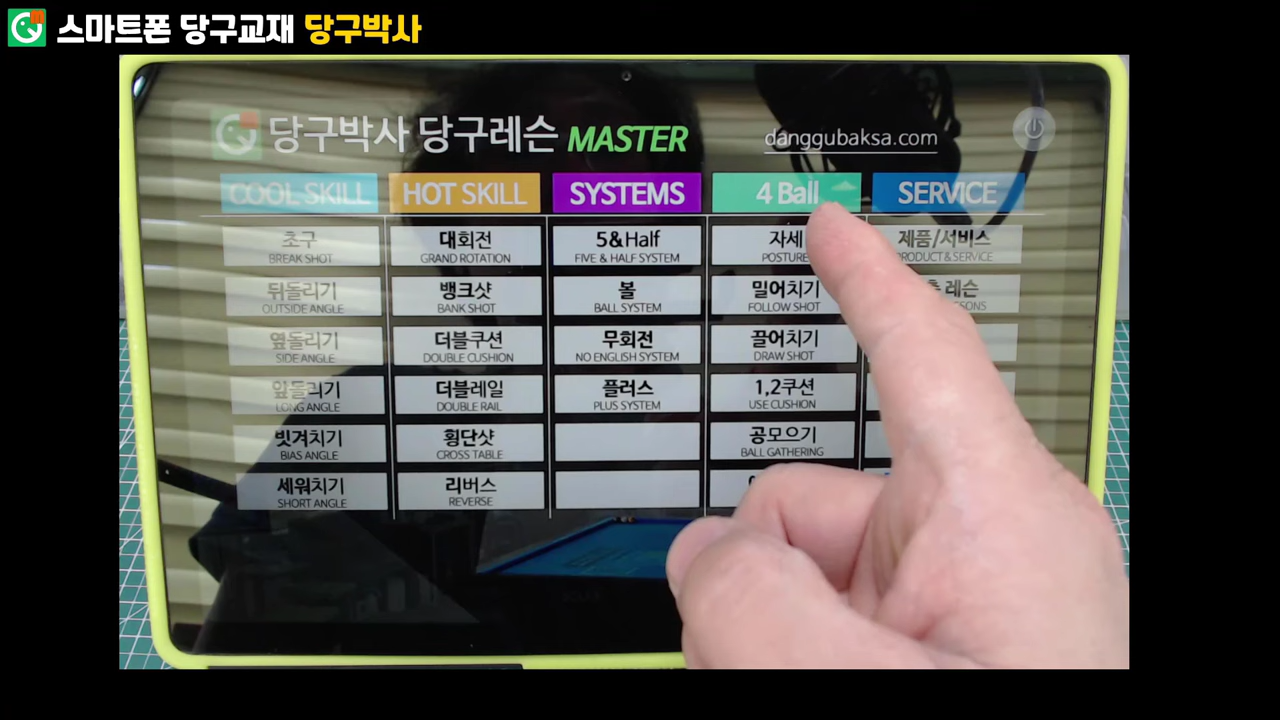 스마트폰 당구교재 당구박사
당구박사 당구레슨 MASTER
danggubaksa.com
COOL SKILL
HOT SKILL
SYSTEMS
4 Ball
SERVICE
초구
BREAK SHOT
대회전
GRAND ROTATION
5&Half
FIVE & HALF SYSTEM
자세
POSTURE
제품/서비스
PRODUCT & SERVICE
뒤돌리기
OUTSIDE ANGLE
뱅크샷
BANK SHOT
볼
BALL SYSTEM
밀어치기
FOLLOW SHOT
레슨
옆돌리기
SIDE ANGLE
더블쿠션
DOUBLE CUSHION
무회전
NO ENGLISH SYSTEM
끌어치기
DRAW SHOT
앞돌리기
LONG ANGLE
더블레일
DOUBLE RAIL
플러스
PLUS SYSTEM
1,2쿠션
USE CUSHION
빗겨치기
BIAS ANGLE
횡단샷
CROSS TABLE
공모으기
BALL GATHERING
세워치기
SHORT ANGLE
리버스
REVERSE